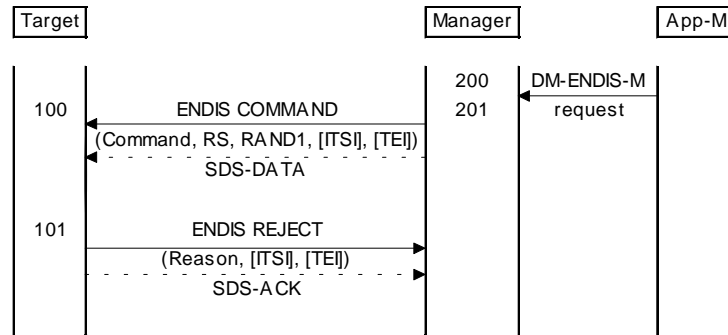 Target Manager App-M
200 DM-ENDIS-M
100 ENDIS COMMAND 201 request
(Command, RS, RAND1, [ITSI], [TEI])
SDS-DATA
101 ENDIS REJECT
(Reason, [ITSI], [TEI])
SDS-ACK